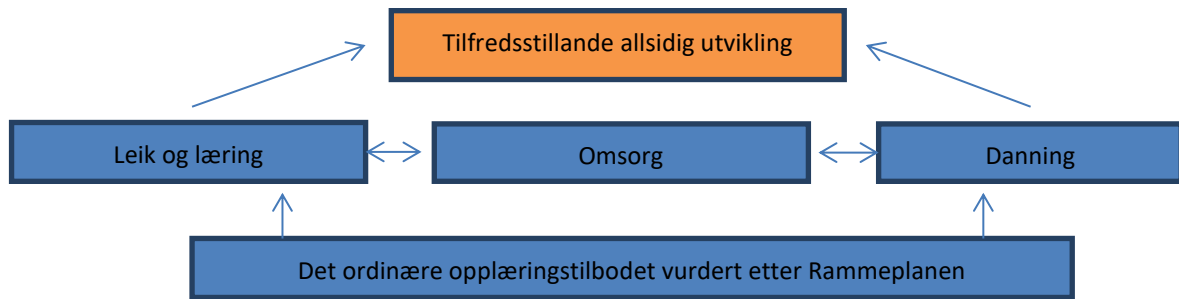 Tilfredsstillande allsidig utvikling
Leik og læring
Omsorg
Danning
Det ordinære opplæringstilbodet vurdert etter Rammeplanen